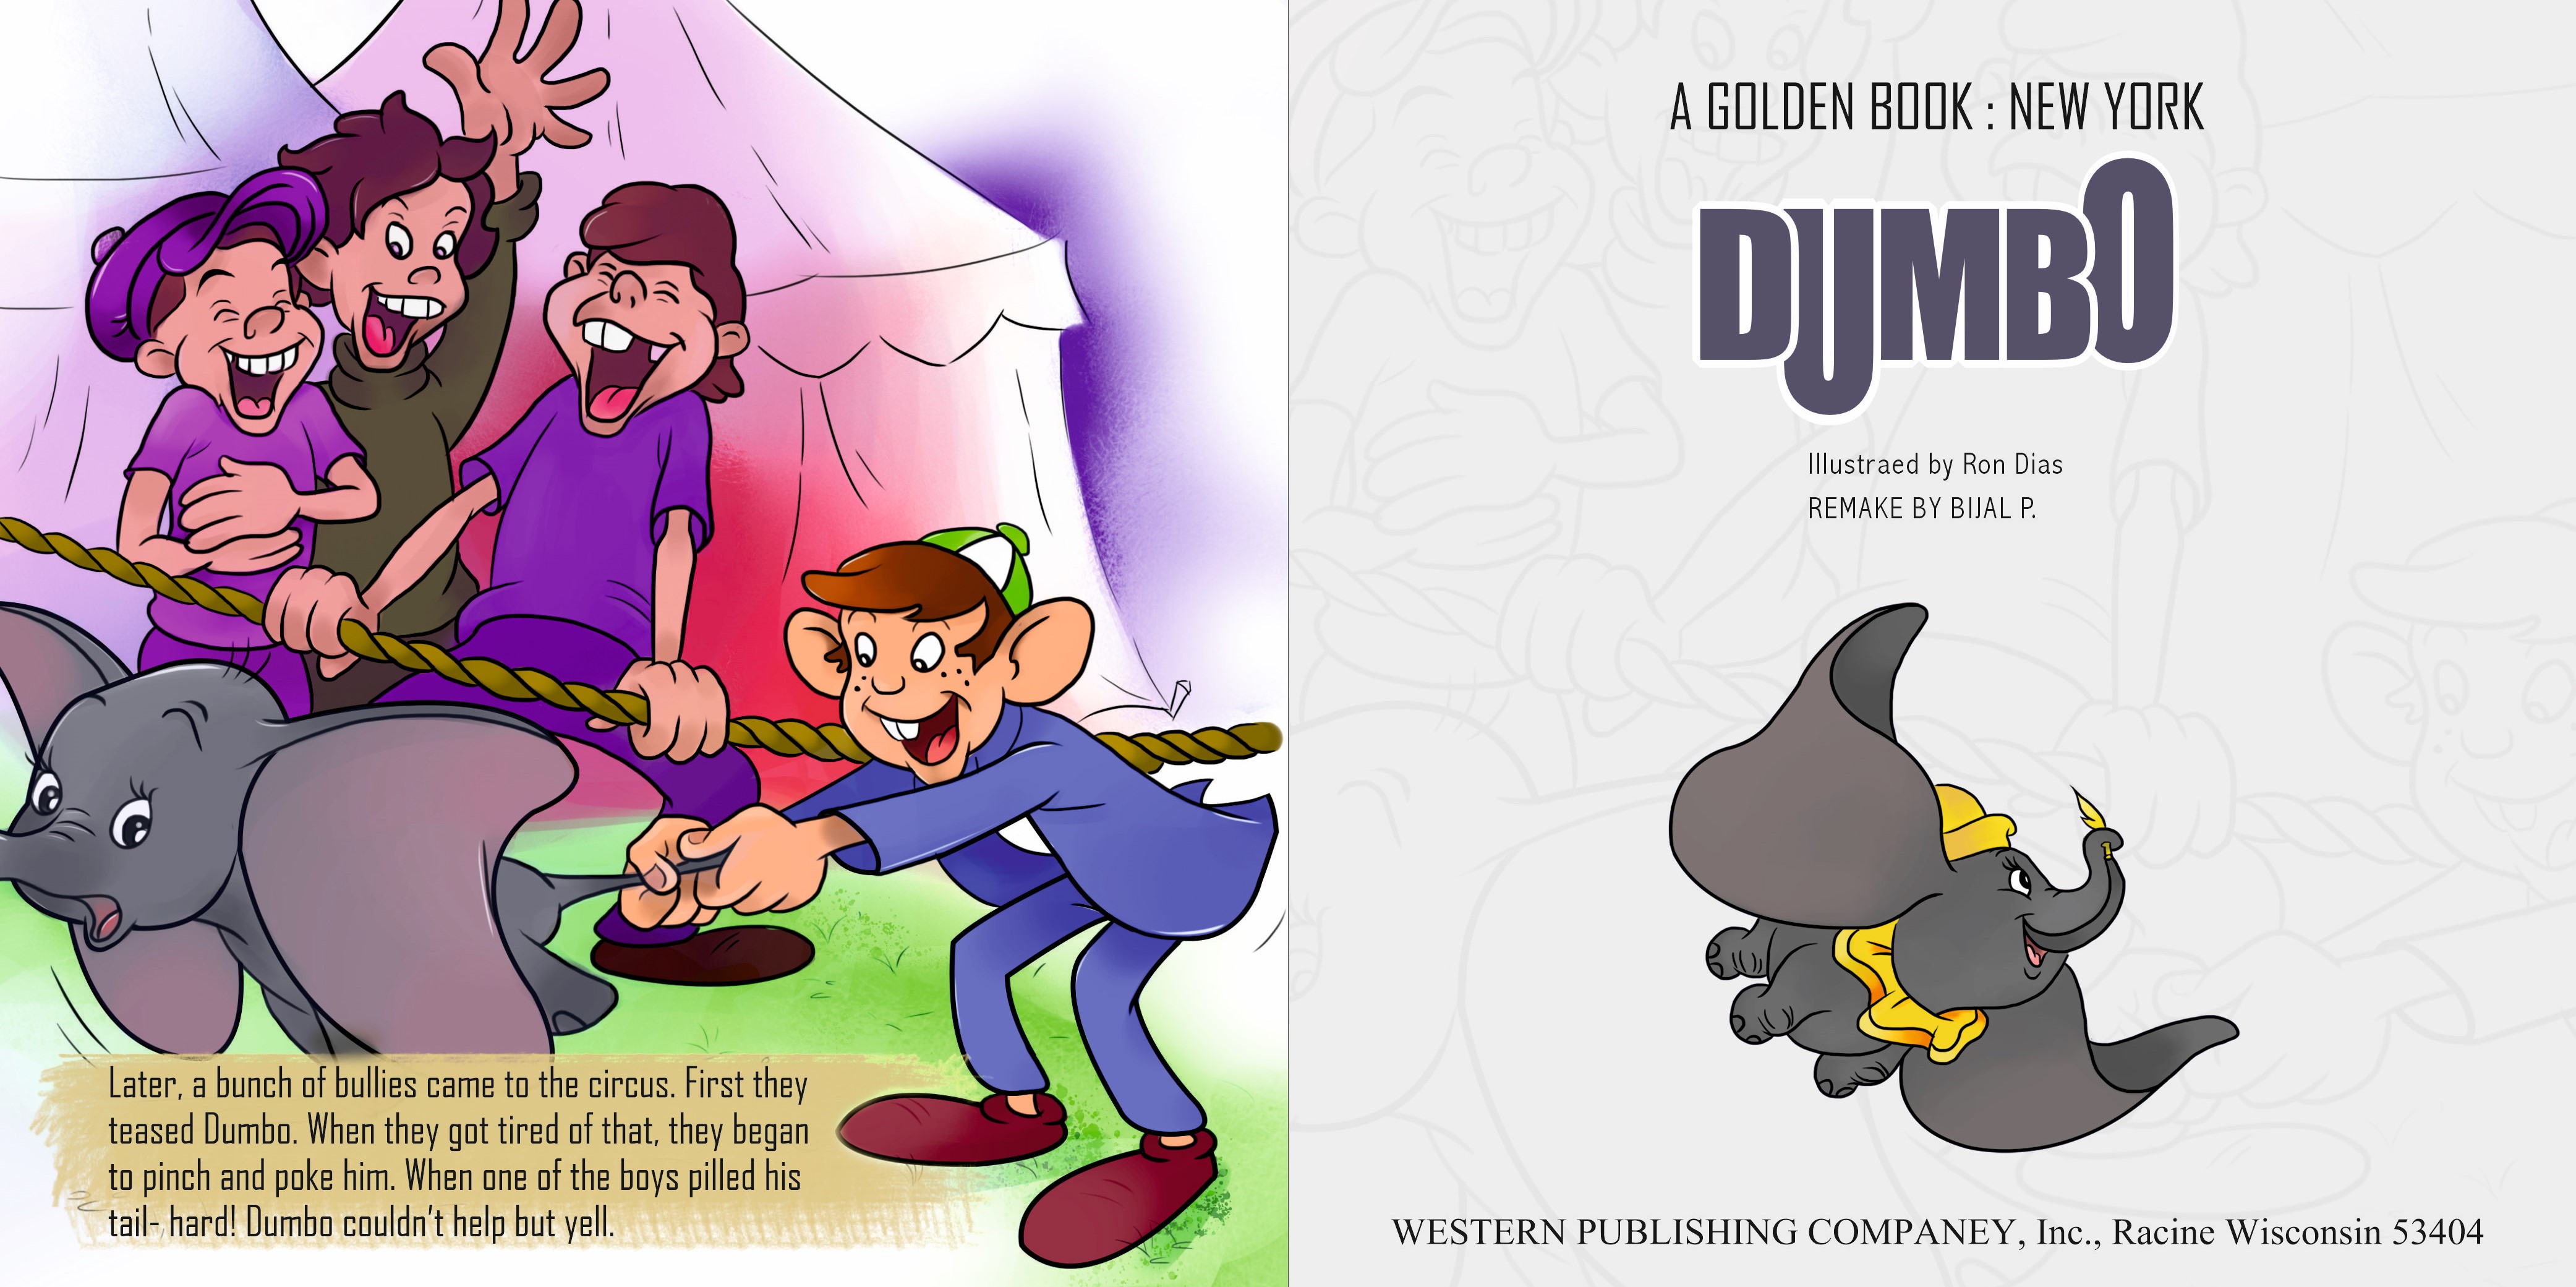 Later, a bunch of bullies came to the circus. First they
teased Dumbo. When they got tired of that, they began
to pinch and poke him. When one of the boys pilled his
tail- hard! Dumbo couldn't help but yell.
A GOLDEN BOOK : NEW YORK
DUMBO
Illustraed by Ron Dias
REMAKE BY BIJAL P.
WESTERN PUBLISHING COMPANEY, Inc., Racine Wisconsin 53404